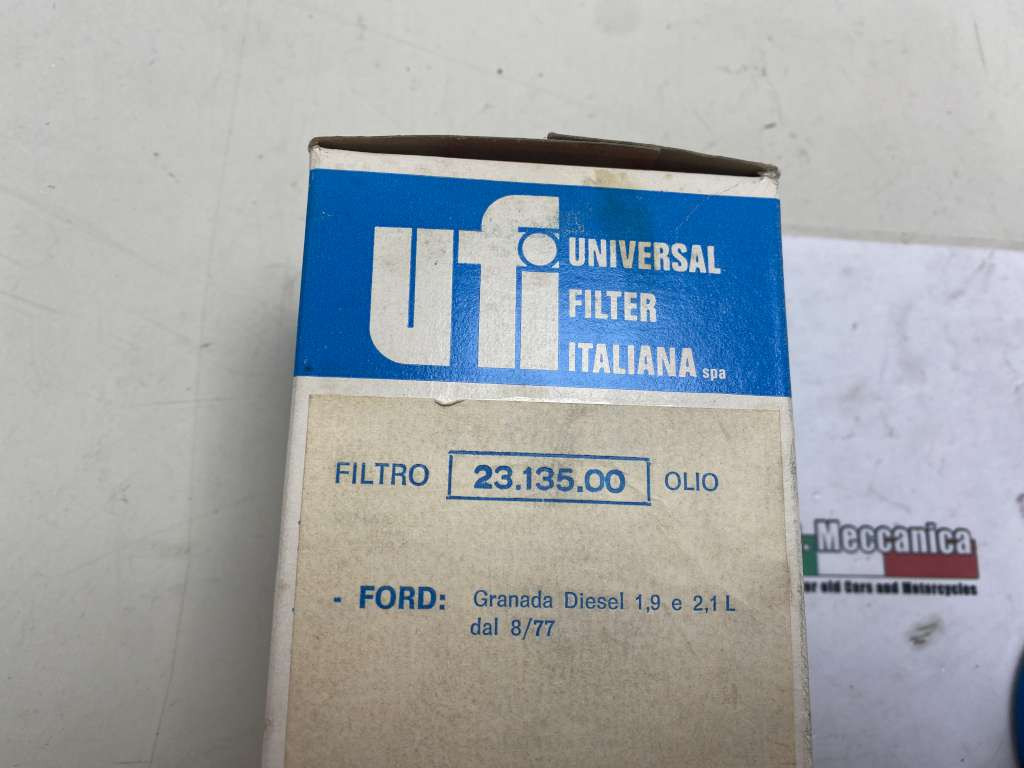 ufi
UNIVERSAL
FILTER
ITALIANA spa
FILTRO 23.135.00 OLIO
- FORD: Granada Diesel 1,9 e 2,1 L
dal 8/77
Meccanica
old Cars and Motorcycles